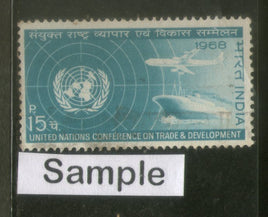 संयुक्त राष्ट्र व्यापार एवं विकास सम्मेलन
1968
भारत INDIA
P.
15 पै.
UNITED NATIONS CONFERENCE ON TRADE & DEVELOPMENT
Sample